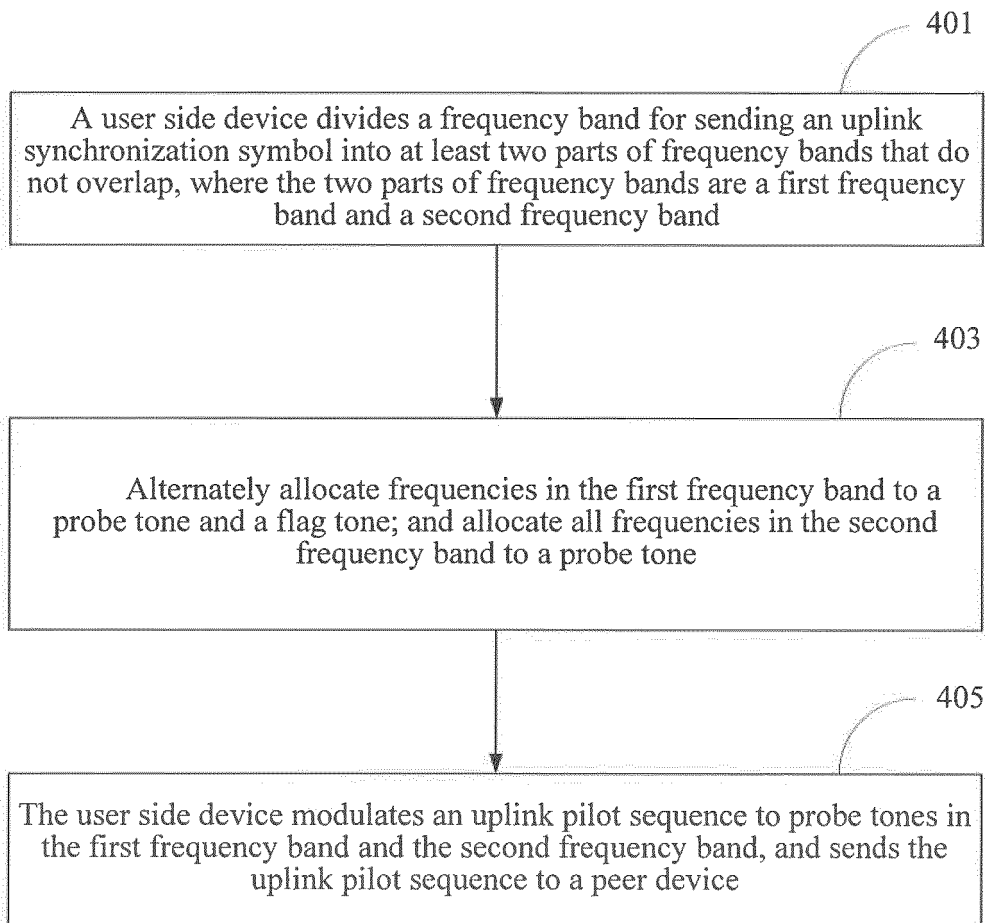 401
A user side device divides a frequency band for sending an uplink
synchronization symbol into at least two parts of frequency bands that do
not overlap, where the two parts of frequency bands are a first frequency
band and a second frequency band
403
Alternately allocate frequencies in the first frequency band to a
probe tone and a flag tone; and allocate all frequencies in the second
frequency band to a probe tone
405
The user side device modulates an uplink pilot sequence to probe tones in
the first frequency band and the second frequency band, and sends the
uplink pilot sequence to a peer device